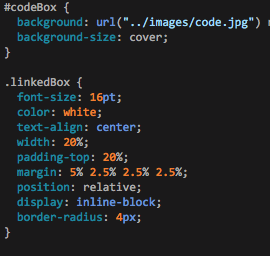 #codeBox {
    background: url("../images/code.jpg")
    background-size: cover;
}

.linkedBox {
    font-size: 16pt;
    color: white;
    text-align: center;
    width: 20%;
    padding-top: 20%;
    margin: 5% 2.5% 2.5% 2.5%;
    position: relative;
    display: inline-block;
    border-radius: 4px;
}